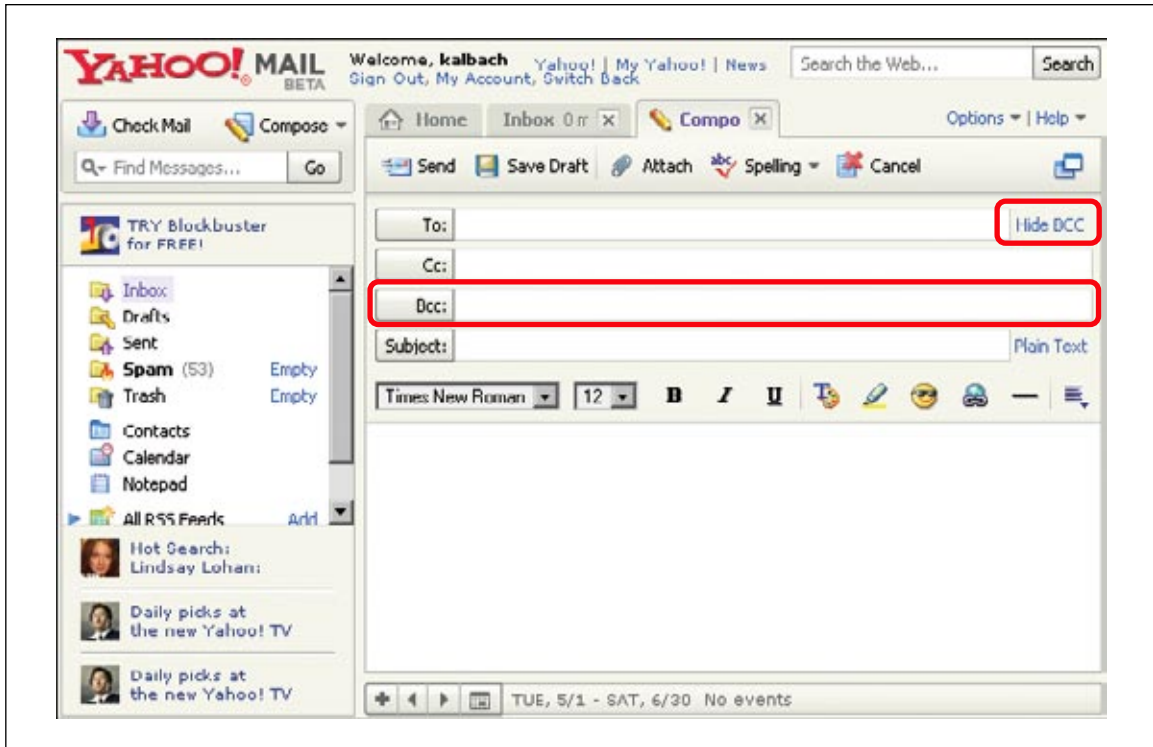 YAHOO! MAIL
BETA
Welcome, kalbach Yahoo! | My Yahoo! | News
Sign Out, My Account, Switch Back
Search the Web... Search
Check Mail Compose
Find Messages... Go
Home Inbox 0 m Compo
Options | Help
Send Save Draft Attach abc Spelling Cancel
TRY Blockbuster
for FREE!
Inbox
Drafts
Sent
Spam (53) Empty
Trash Empty
Contacts
Calendar
Notepad
All RSS Feeds Add
Hot Search:
Lindsay Lohan:
Daily picks at
the new Yahoo! TV
Daily picks at
the new Yahoo! TV
To: Hide BCC
Cc:
Bcc:
Subject: Plain Text
Times New Roman 12 B I U
TUE, 5/1 - SAT, 6/30 No events